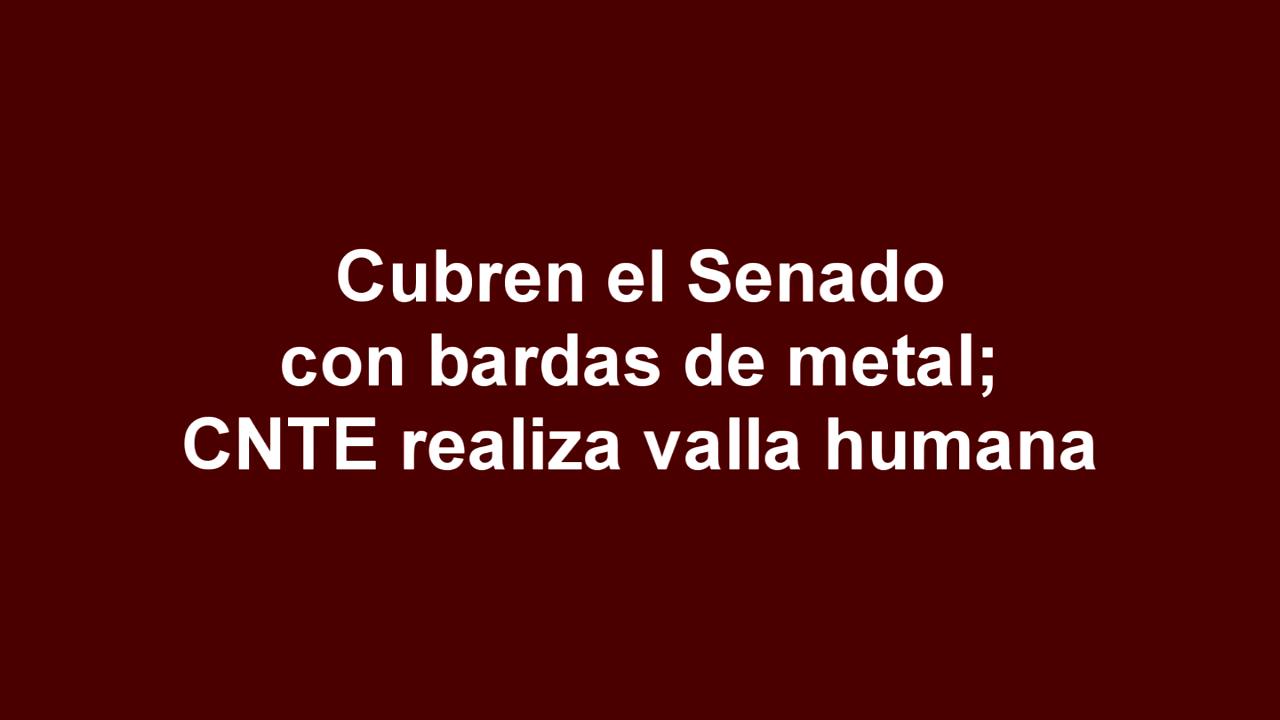 Cubren el Senado
con bardas de metal;
CNTE realiza valla humana